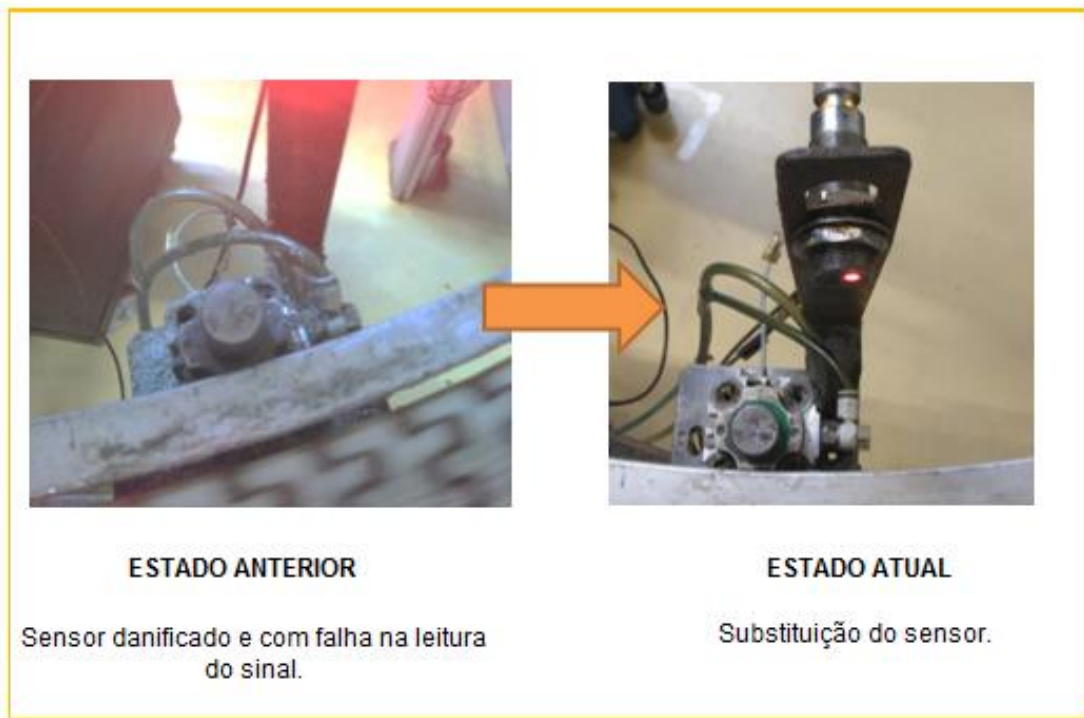 ESTADO ANTERIOR
Sensor danificado e com falha na leitura
do sinal.
ESTADO ATUAL
Substituição do sensor.